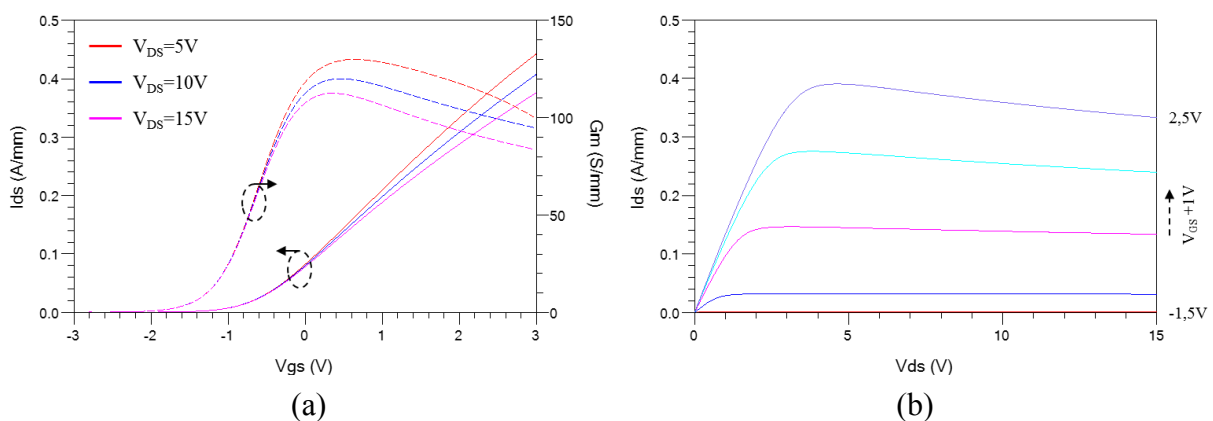 0.5
0.4
0.3
0.2
0.1
0.0
Ids (A/mm)
V_DS=5V
V_DS=10V
V_DS=15V
150
100
50
0
Gm (S/mm)
-3
-2
-1
0
1
2
3
Vgs (V)
(a)
0.5
0.4
0.3
0.2
0.1
0.0
Ids (A/mm)
2,5V
V_GS +1V
-1,5V
0
5
10
15
Vds (V)
(b)